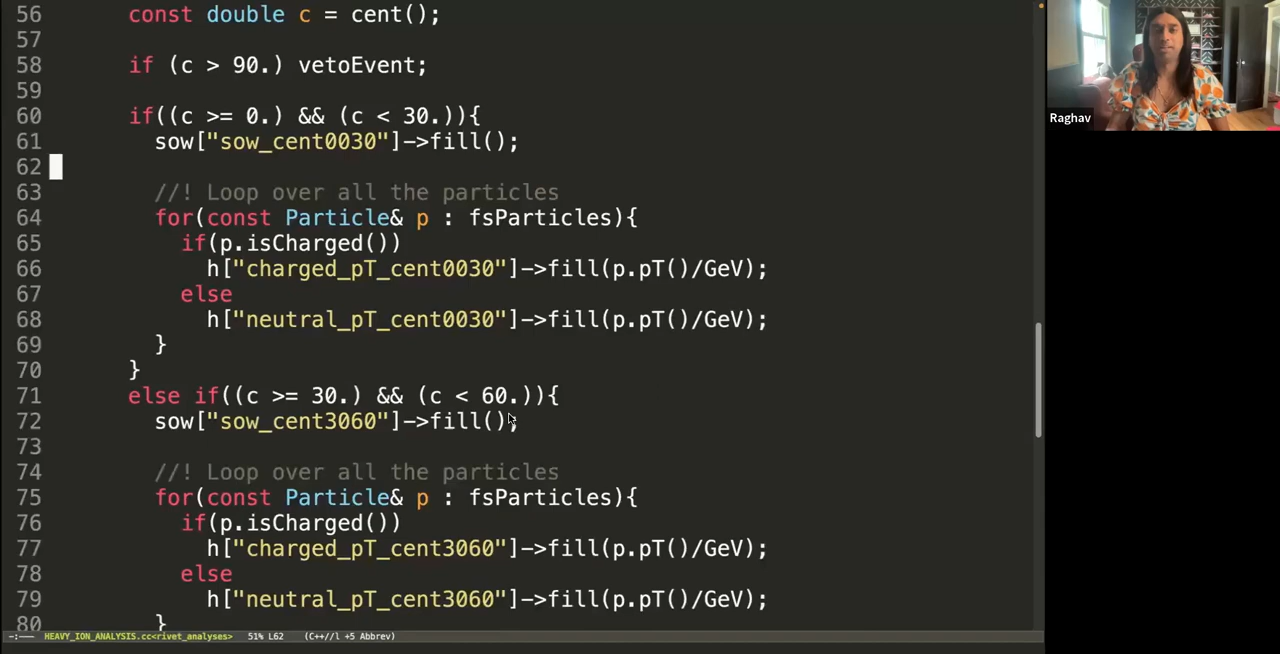 56 const double c = cent();
57
58 if (c > 90.) vetoEvent;
59
60 if((c >= 0.) && (c < 30.)){
61 sow["sow_cent0030"]->fill();
62
63 //! Loop over all the particles
64 for(const Particle& p : fsParticles){
65 if(p.isCharged())
66 h["charged_pT_cent0030"]->fill(p.pT()/GeV);
67 else
68 h["neutral_pT_cent0030"]->fill(p.pT()/GeV);
69 }
70 }
71 else if((c >= 30.) && (c < 60.)){
72 sow["sow_cent3060"]->fill();
73
74 //! Loop over all the particles
75 for(const Particle& p : fsParticles){
76 if(p.isCharged())
77 h["charged_pT_cent3060"]->fill(p.pT()/GeV);
78 else
79 h["neutral_pT_cent3060"]->fill(p.pT()/GeV);
80 }
-:--- HEAVY_ION_ANALYSIS.cc<rivet_analyses> 51% L62 (C++//l +5 Abbrev)
Raghav